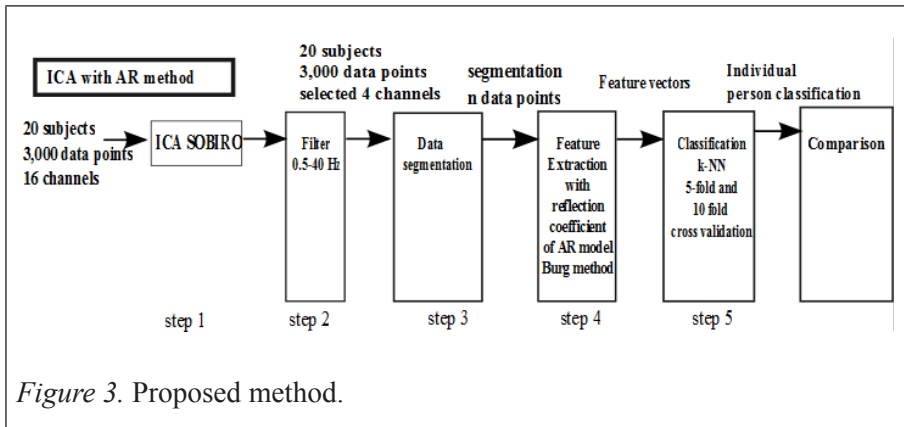 ICA with AR method
20 subjects
3,000 data points
16 channels
ICA SOBIRO
20 subjects
3,000 data points
selected 4 channels
Filter
0.5-40 Hz
Data
segmentation
segmentation
n data points
Feature
Extraction
with
reflection
coefficient
of AR model
Burg method
Feature vectors
Classification
k-NN
5-fold and
10 fold
cross validation
Individual
person classification
Comparison
step 1
step 2
step 3
step 4
step 5
Figure 3. Proposed method.